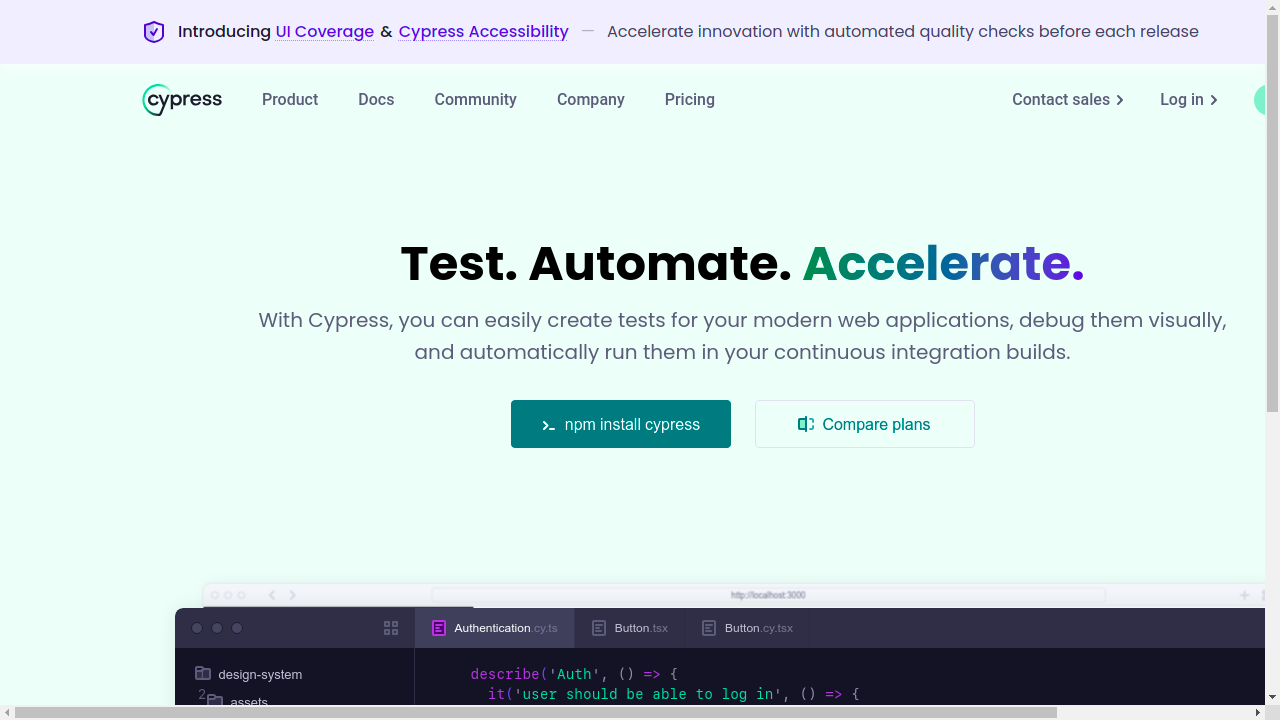 Introducing UI Coverage & Cypress Accessibility — Accelerate innovation with automated quality checks before each release
cypress Product Docs Community Company Pricing Contact sales Log in
Test. Automate. Accelerate.
With Cypress, you can easily create tests for your modern web applications, debug them visually,
and automatically run them in your continuous integration builds.
npm install cypress Compare plans
http://localhost:3000
Authentication.cy.ts Button.tsx Button.cy.tsx
design-system describe('Auth', () => {
2 assets it('user should be able to log in', () => {